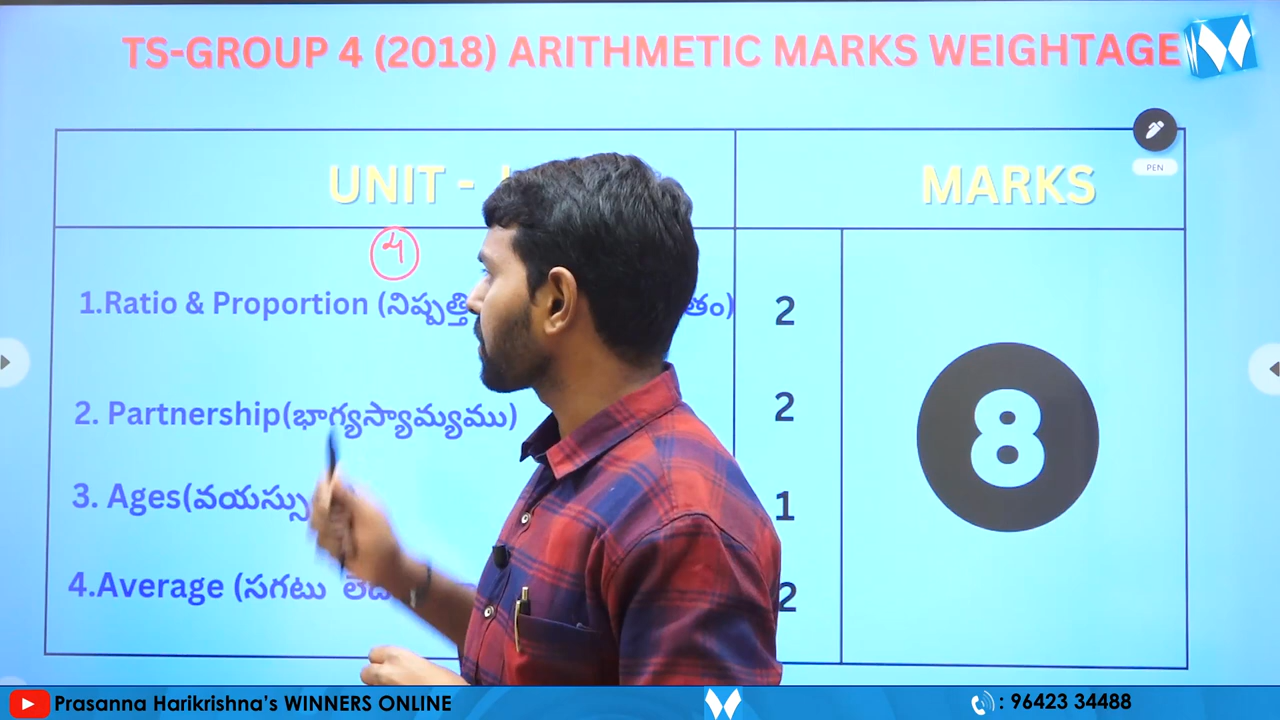 TS-GROUP 4 (2018) ARITHMETIC MARKS WEIGHTAGE
PEN
UNIT - MARKS
4
1.Ratio & Proportion ( 2
2. Partnership(భాగ్యస్యామ్యము) 2
3. Ages(వయస్సు 1
4.Average (సగటు 2
8
Prasanna Harikrishna's WINNERS ONLINE : 96423 34488